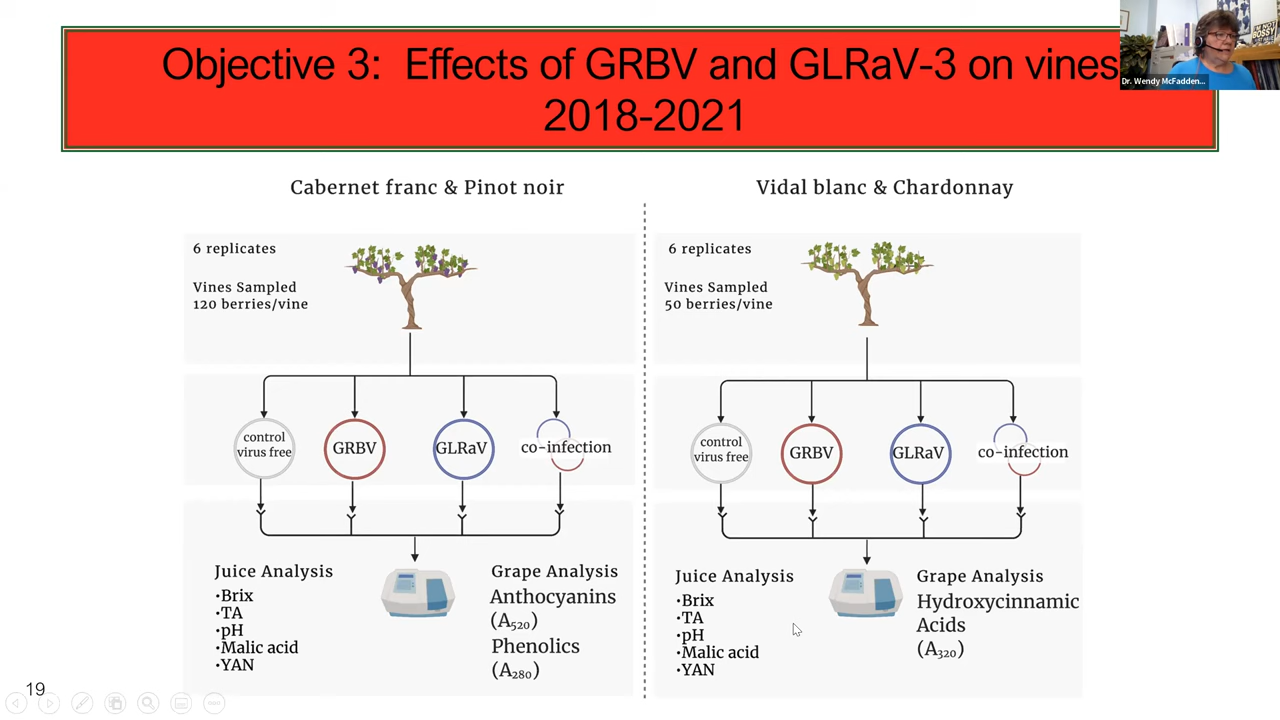 Objective 3: Effects of GRBV and GLRaV-3 on vines
2018-2021
Dr. Wendy McFadden...
I'M NOT
BOSSY
Cabernet franc & Pinot noir
6 replicates
Vines Sampled
120 berries/vine
control
virus free
GRBV
GLRaV
co-infection
Juice Analysis
•Brix
•TA
•pH
•Malic acid
•YAN
Grape Analysis
Anthocyanins
(A520)
Phenolics
(A280)
Vidal blanc & Chardonnay
6 replicates
Vines Sampled
50 berries/vine
control
virus free
GRBV
GLRaV
co-infection
Juice Analysis
•Brix
•TA
•pH
•Malic acid
•YAN
Grape Analysis
Hydroxycinnamic
Acids
(A320)
19